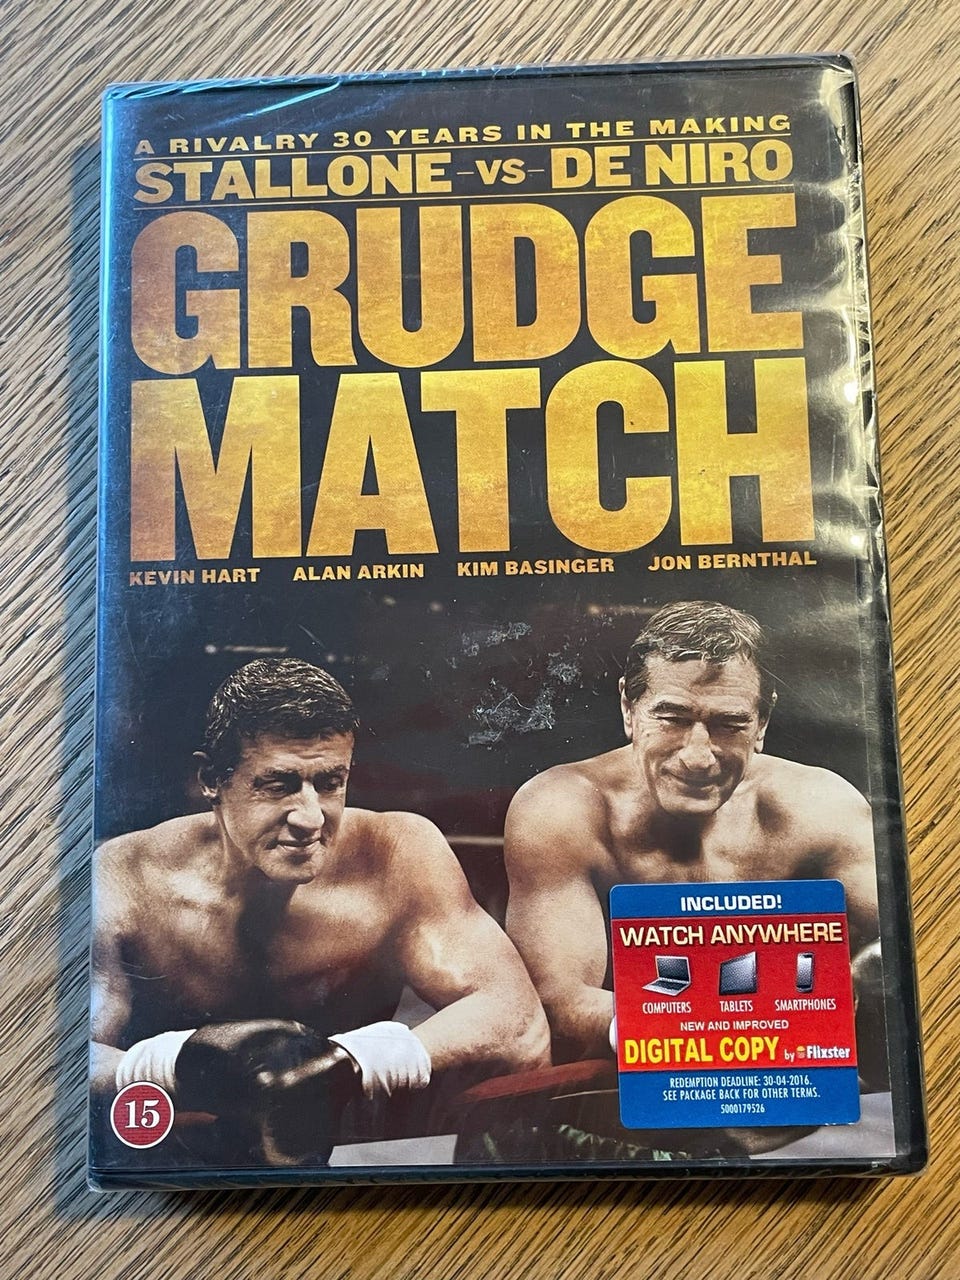 A RIVALRY 30 YEARS IN THE MAKING
STALLONE -VS- DE NIRO
GRUDGE
MATCH
KEVIN HART ALAN ARKIN KIM BASINGER JON BERNTHAL
INCLUDED!
WATCH ANYWHERE
COMPUTERS TABLETS SMARTPHONES
NEW AND IMPROVED
DIGITAL COPY by Flixster
REDEMPTION DEADLINE: 30-04-2016.
SEE PACKAGE BACK FOR OTHER TERMS.
5000179526
15